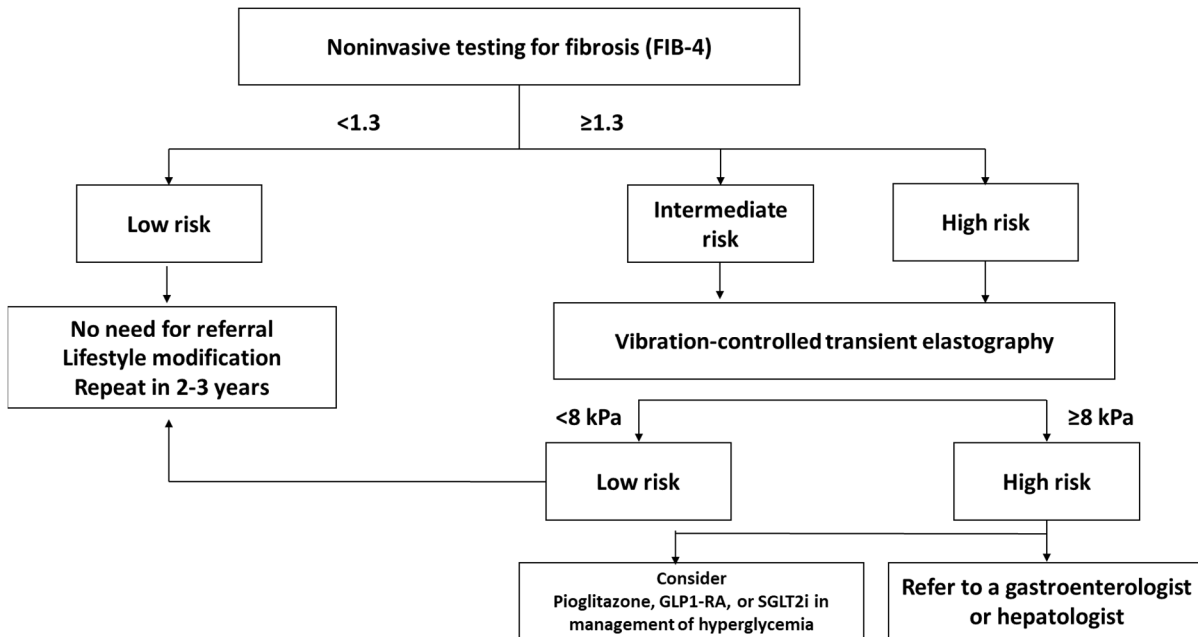 Noninvasive testing for fibrosis (FIB-4)
<1.3
≥1.3
Low risk
Intermediate
risk
High risk
No need for referral
Lifestyle modification
Repeat in 2-3 years
Vibration-controlled transient elastography
<8 kPa
≥8 kPa
Low risk
High risk
Consider
Pioglitazone, GLP1-RA, or SGLT2i in
management of hyperglycemia
Refer to a gastroenterologist
or hepatologist